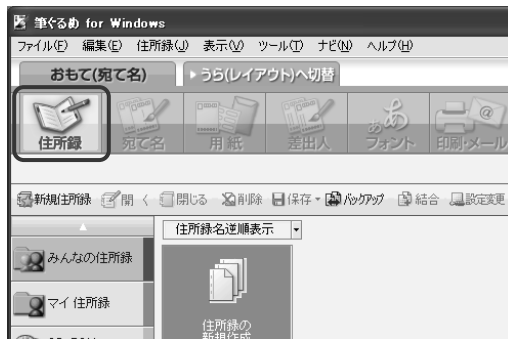 筆ぐるめ for Windows
ファイル(F) 編集(E) 住所録(J) 表示(V) ツール(T) ナビ(N) ヘルプ(H)
おもて(宛て名) うら(レイアウト)へ切替
住所録 宛て名 用紙 差出人 フォント 印刷・メール
新規住所録 開く 閉じる 削除 保存 バックアップ 結合 設定変更
住所録名逆順表示
みんなの住所録
マイ 住所録
住所録の
新規作成